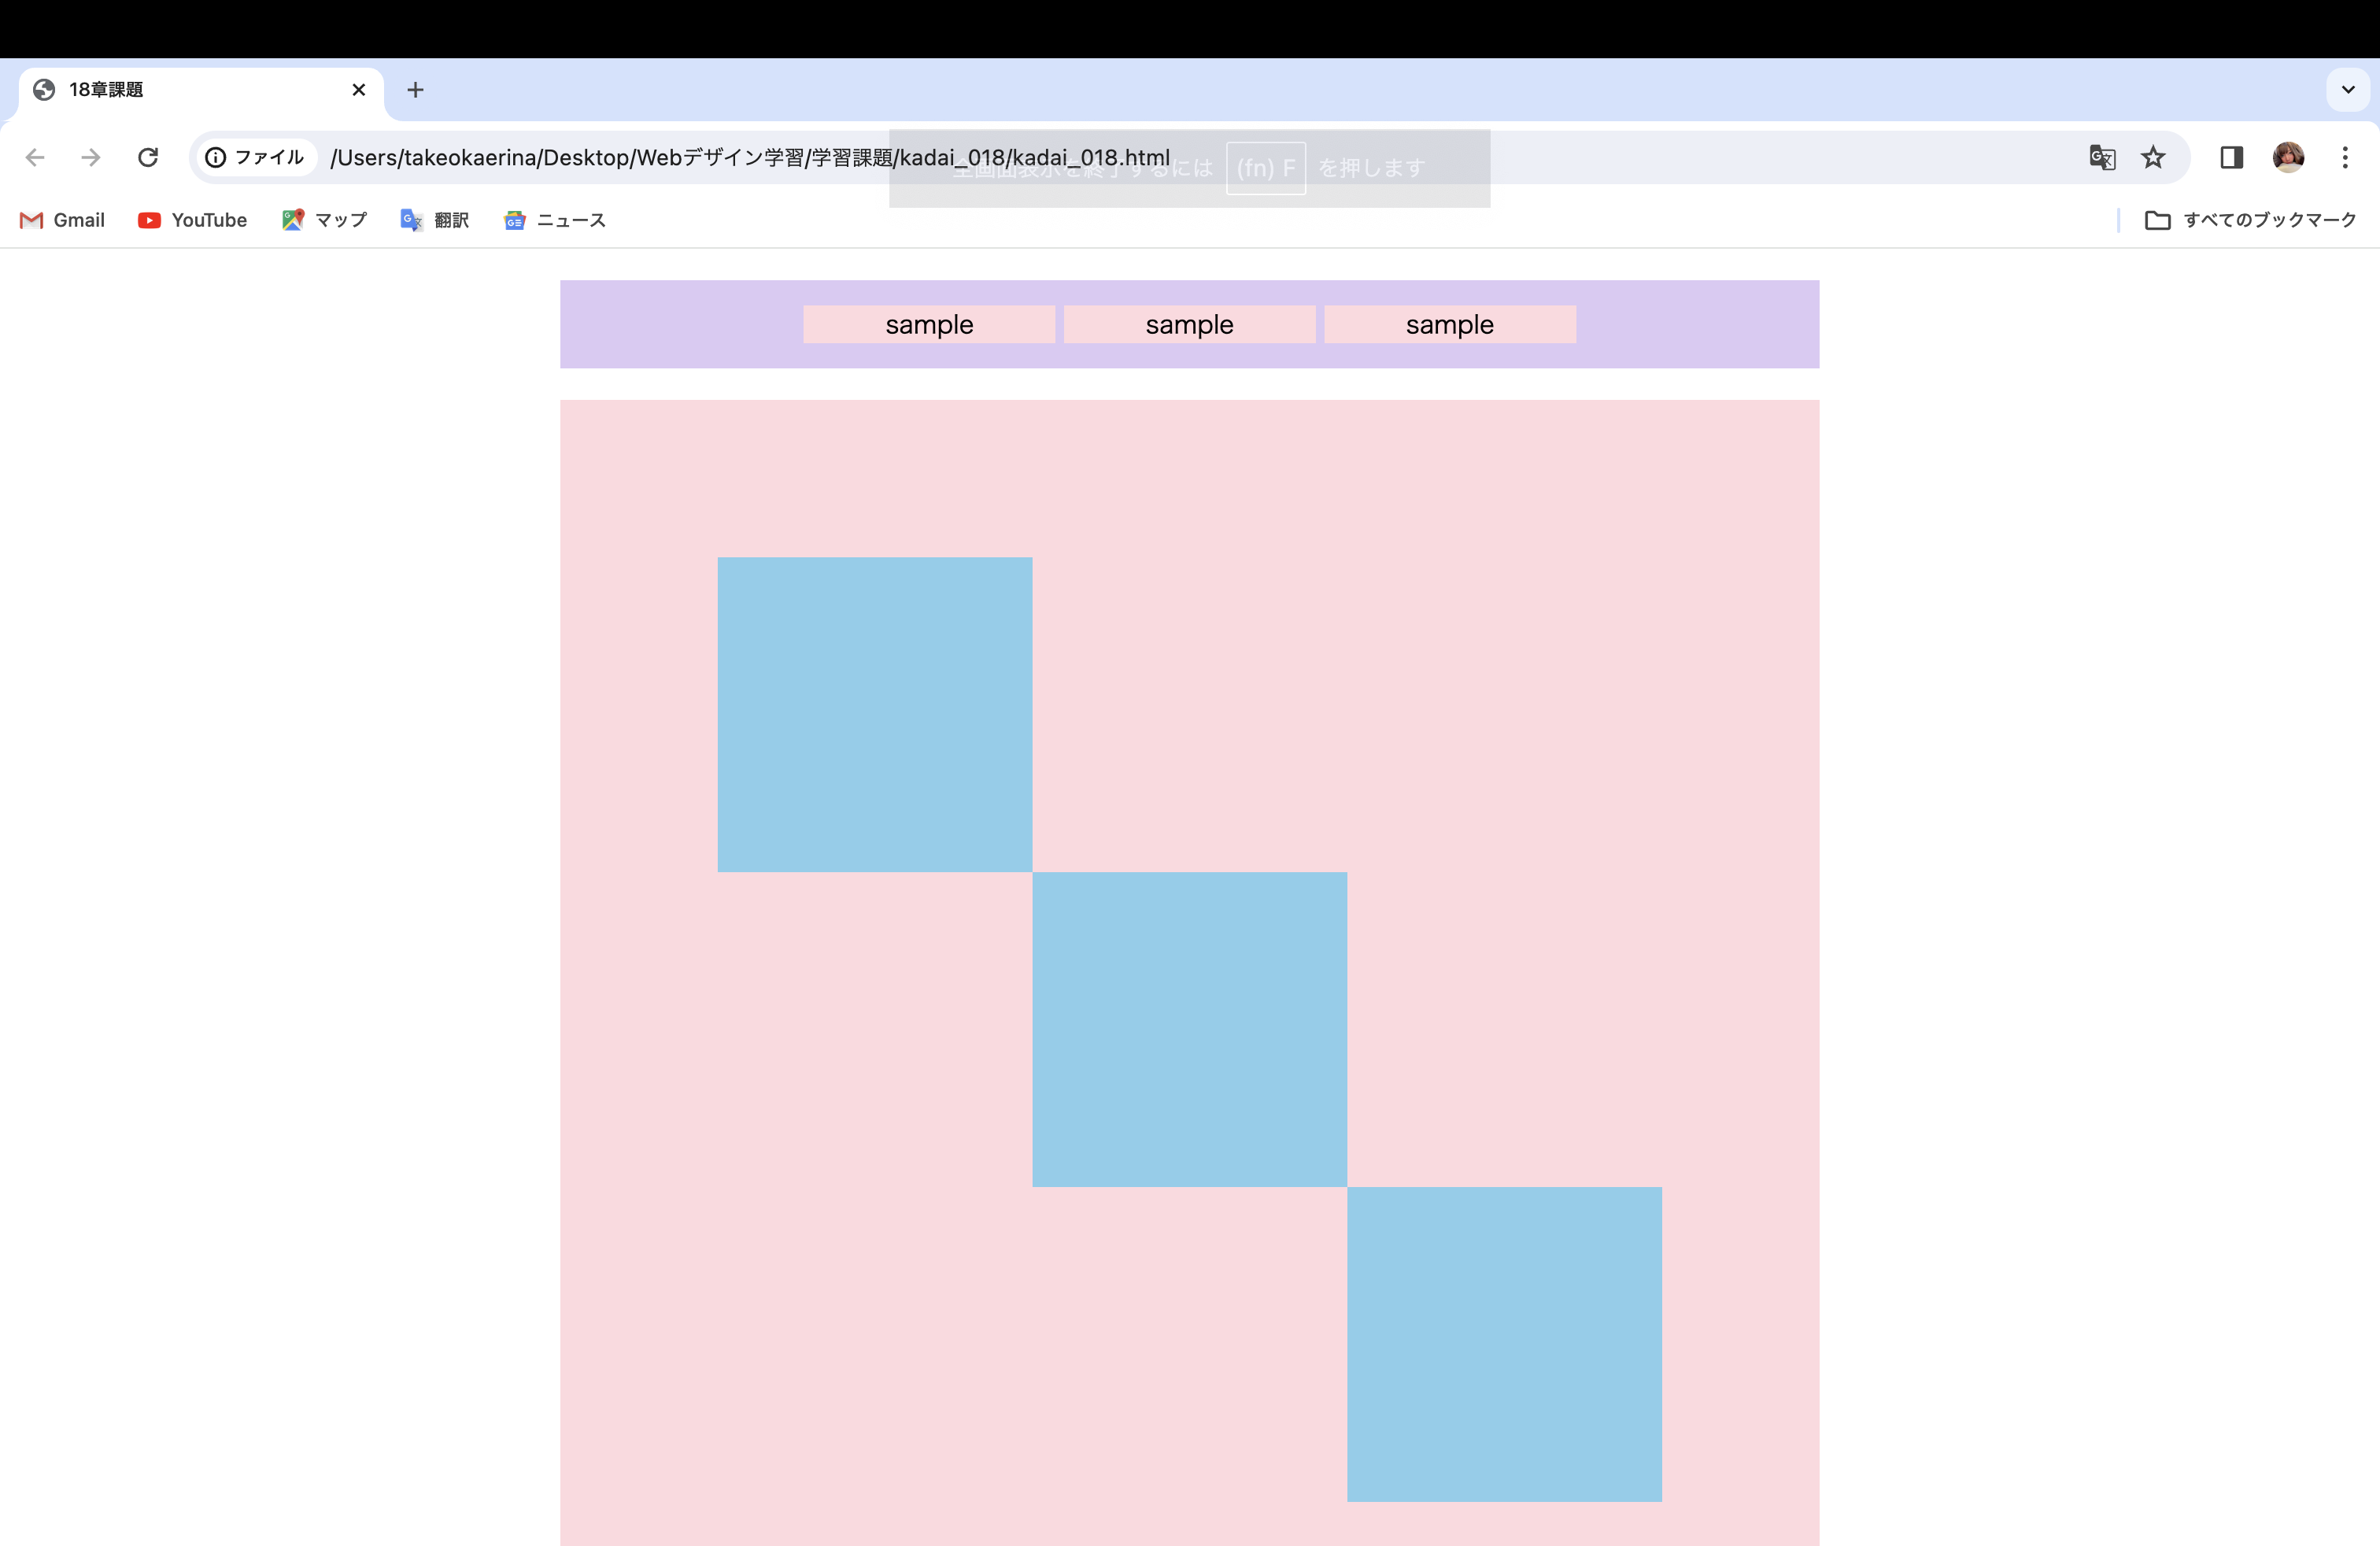 18章課題
ファイル /Users/takeokaerina/Desktop/Webデザイン学習/学習課題/kadai_018/kadai_018.html
全画面表示を終了するには (fn) F を押します
Gmail YouTube マップ 翻訳 ニュース すべてのブックマーク
sample sample sample